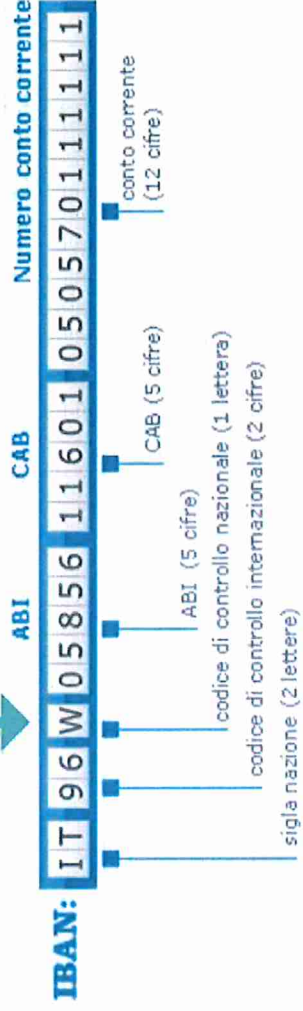 ABI CAB Numero conto corrente
IBAN: I T 9 6 W 0 5 8 5 6 1 1 6 0 1 0 5 0 5 7 0 1 1 1 1 1 1
conto corrente
(12 cifre)
CAB (5 cifre)
ABI (5 cifre)
codice di controllo nazionale (1 lettera)
codice di controllo internazionale (2 cifre)
sigla nazione (2 lettere)